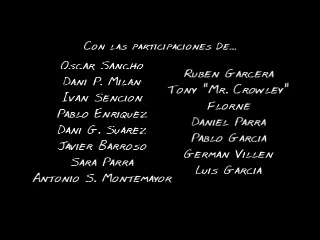 Con las participaciones de...
Oscar Sancho
Dani P. Milan
Ivan Sencion
Pablo Enriquez
Dani G. Suarez
Javier Barroso
Sara Parra
Antonio S. Montemayor
Ruben Garcera
Tony "Mr. Crowley"
Florne
Daniel Parra
Pablo Garcia
German Villen
Luis Garcia